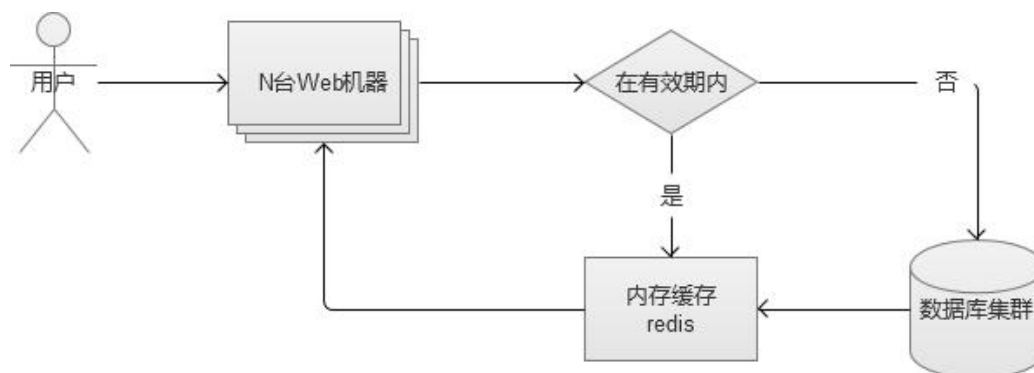 用户
N台Web机器
在有效期内
否
是
内存缓存
redis
数据库集群